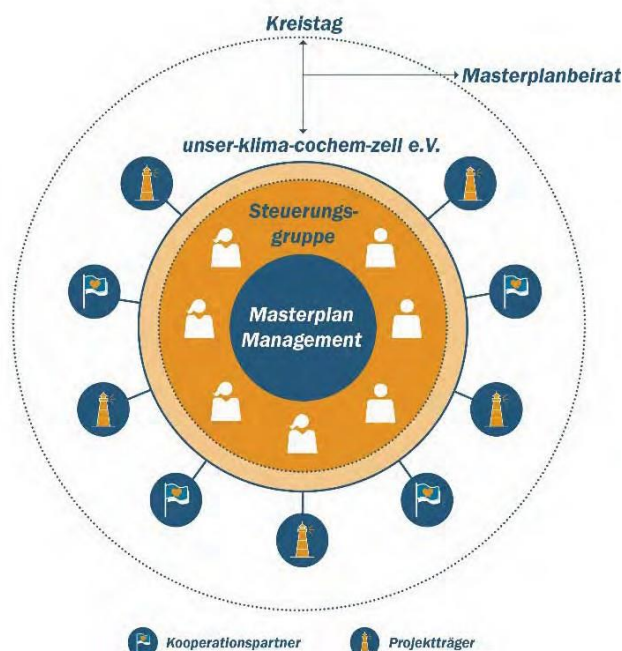 Kreistag
Masterplanbeirat
unser-klima-cochem-zell e.V.
Steuerungs-
gruppe
Masterplan
Management
Kooperationspartner
Projektträger